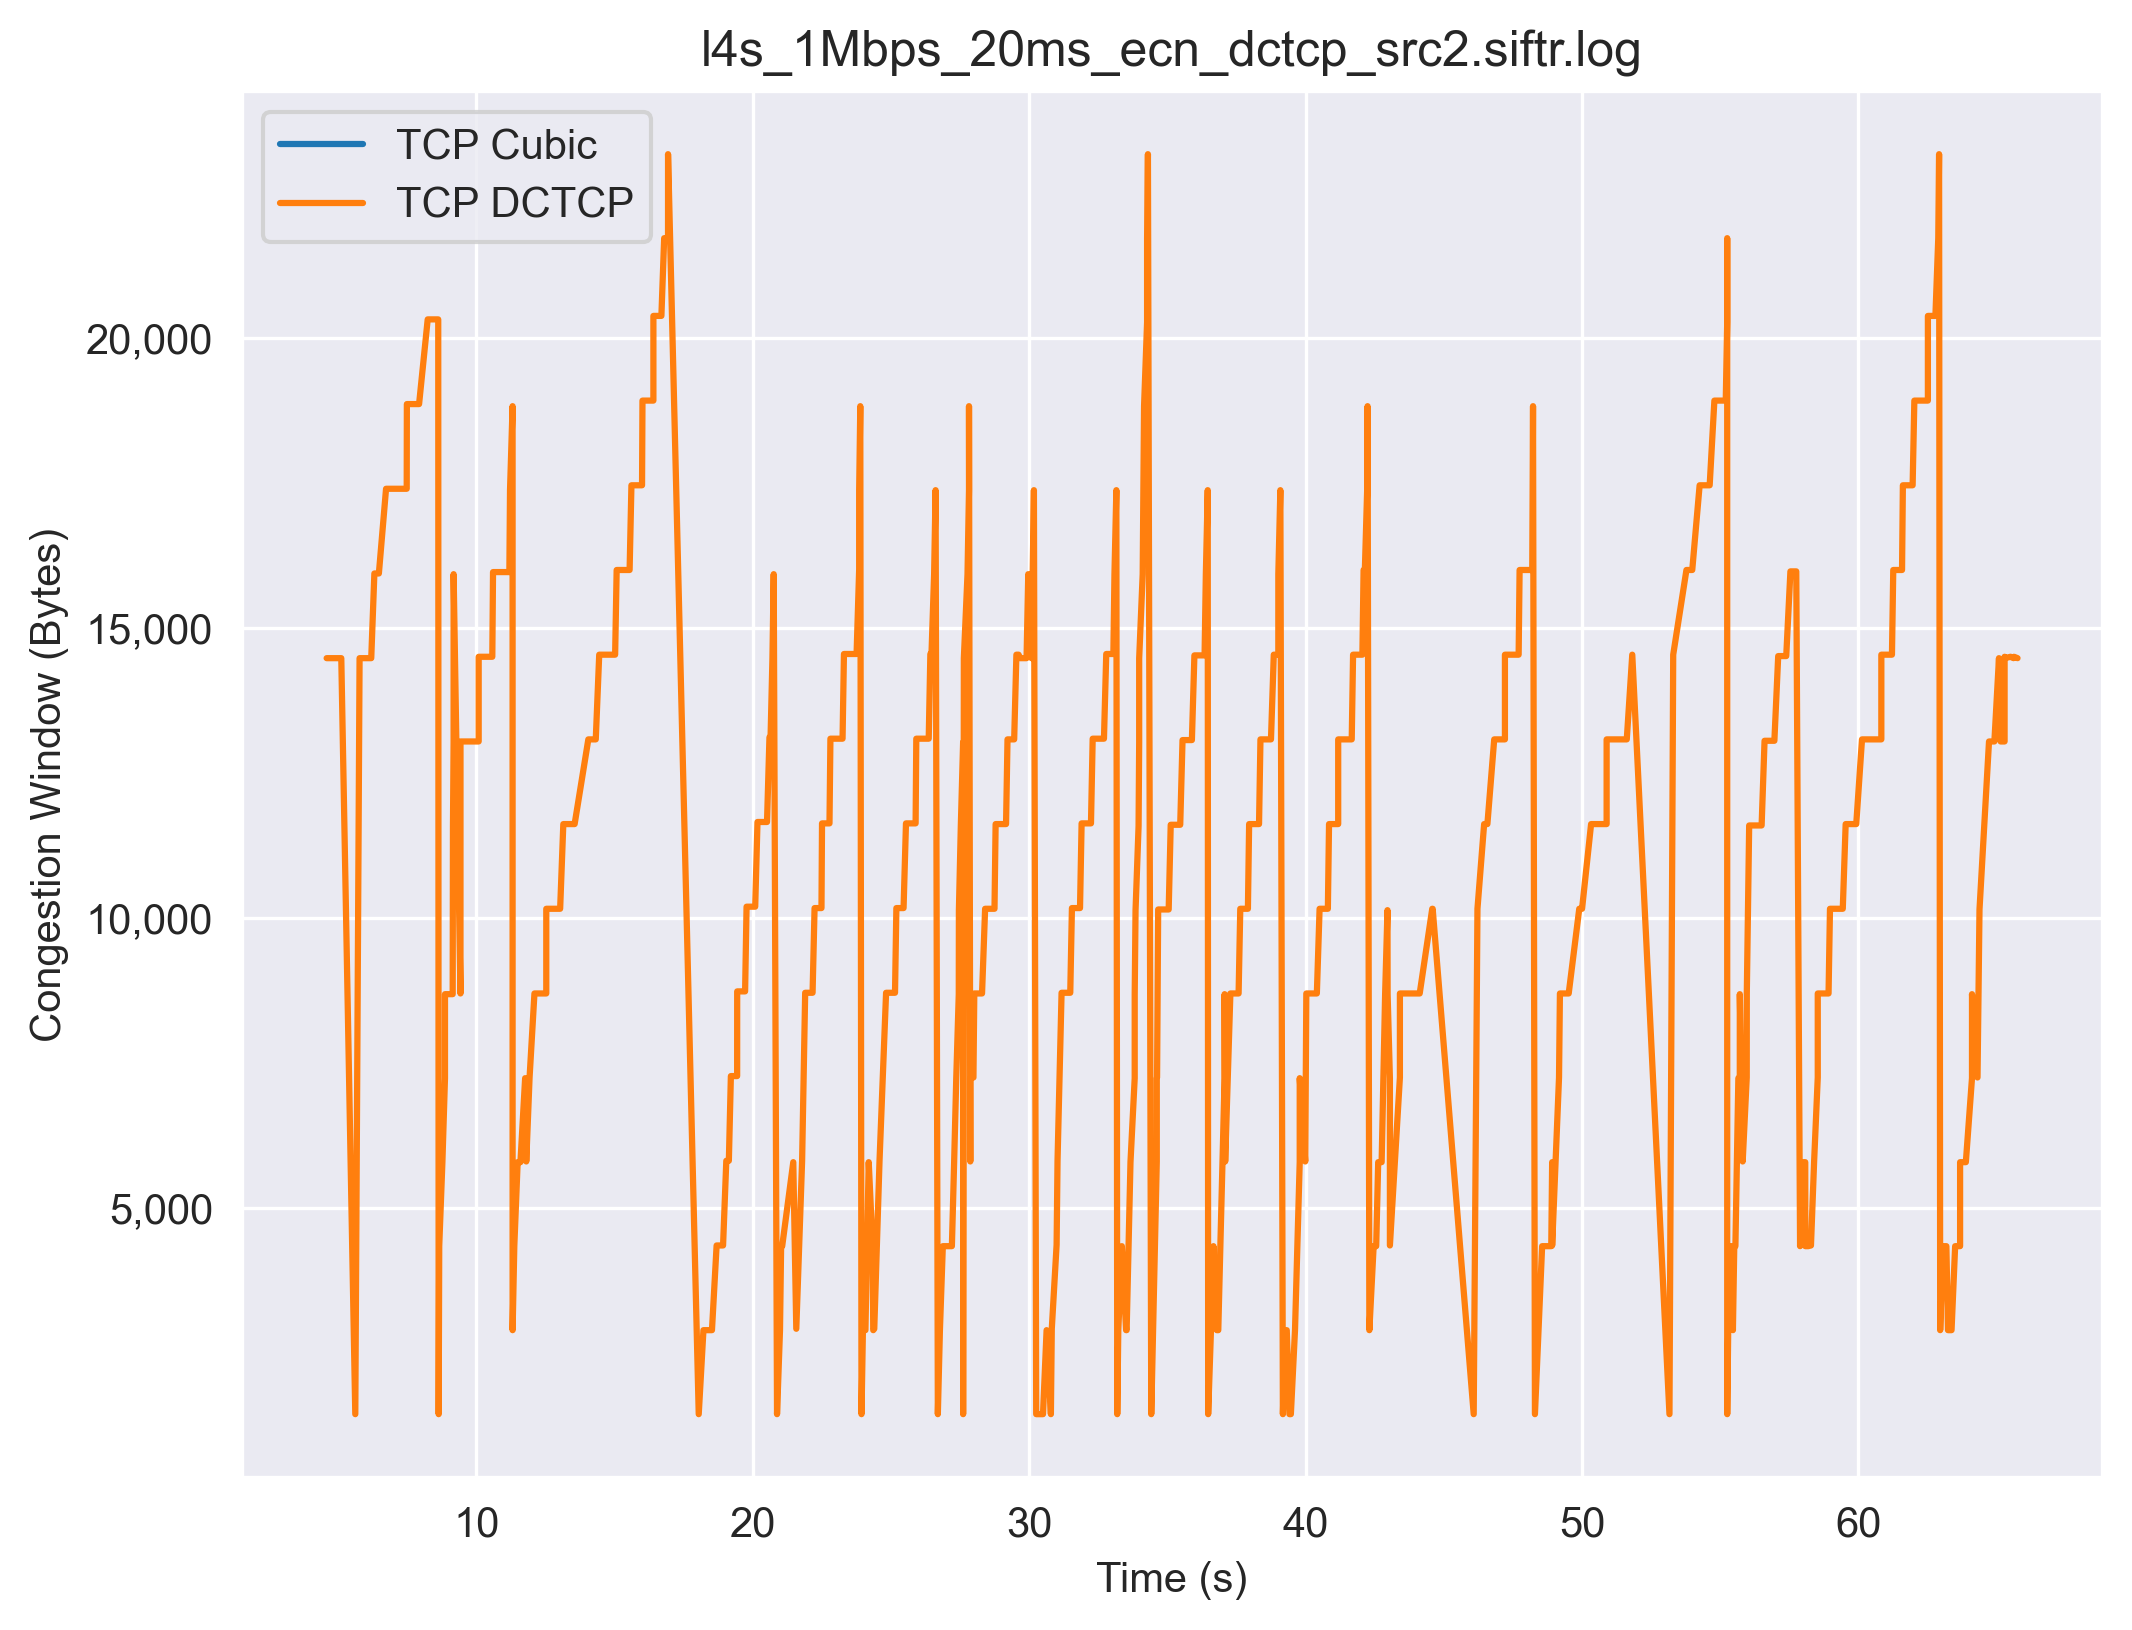 l4s_1Mbps_20ms_ecn_dctcp_src2.siftr.log
TCP Cubic
TCP DCTCP
Congestion Window (Bytes)
20,000
15,000
10,000
5,000
10 20 30 40 50 60
Time (s)